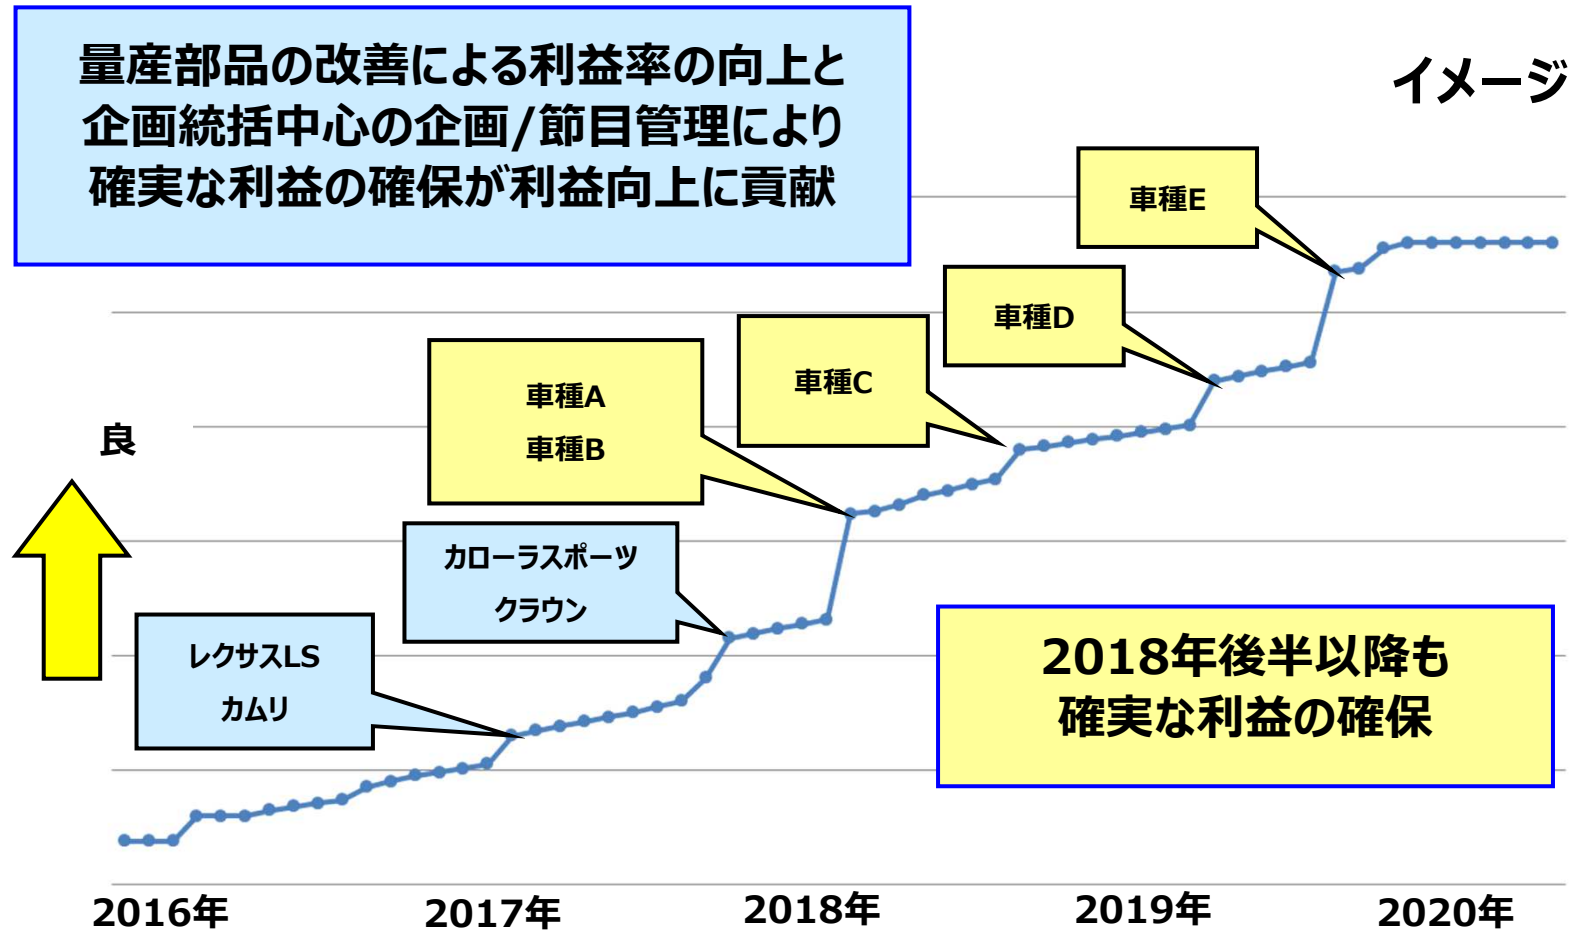 量産部品の改善による利益率の向上と
企画統括中心の企画/節目管理により
確実な利益の確保が利益向上に貢献
イメージ
車種E
車種D
車種C
車種A
車種B
良
カローラスポーツ
クラウン
レクサスLS
カムリ
2018年後半以降も
確実な利益の確保
2016年
2017年
2018年
2019年
2020年